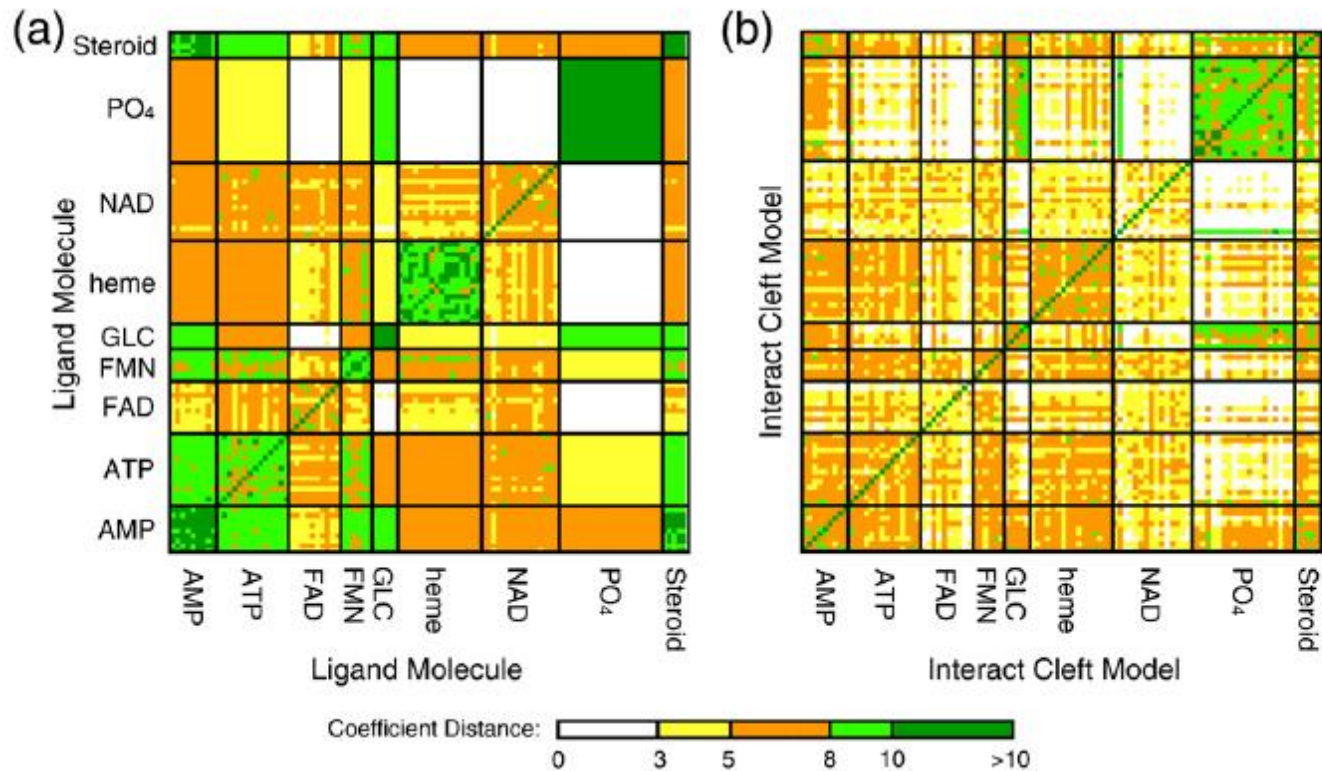 (a)
Steroid
PO₄
NAD
heme
GLC
FMN
FAD
ATP
AMP
Ligand Molecule
AMP
ATP
FAD
FMN
GLC
heme
NAD
PO₄
Steroid
Ligand Molecule
(b)
Interact Cleft Model
AMP
ATP
FAD
FMN
GLC
heme
NAD
PO₄
Steroid
Interact Cleft Model
Coefficient Distance:
0 3 5 8 10 >10